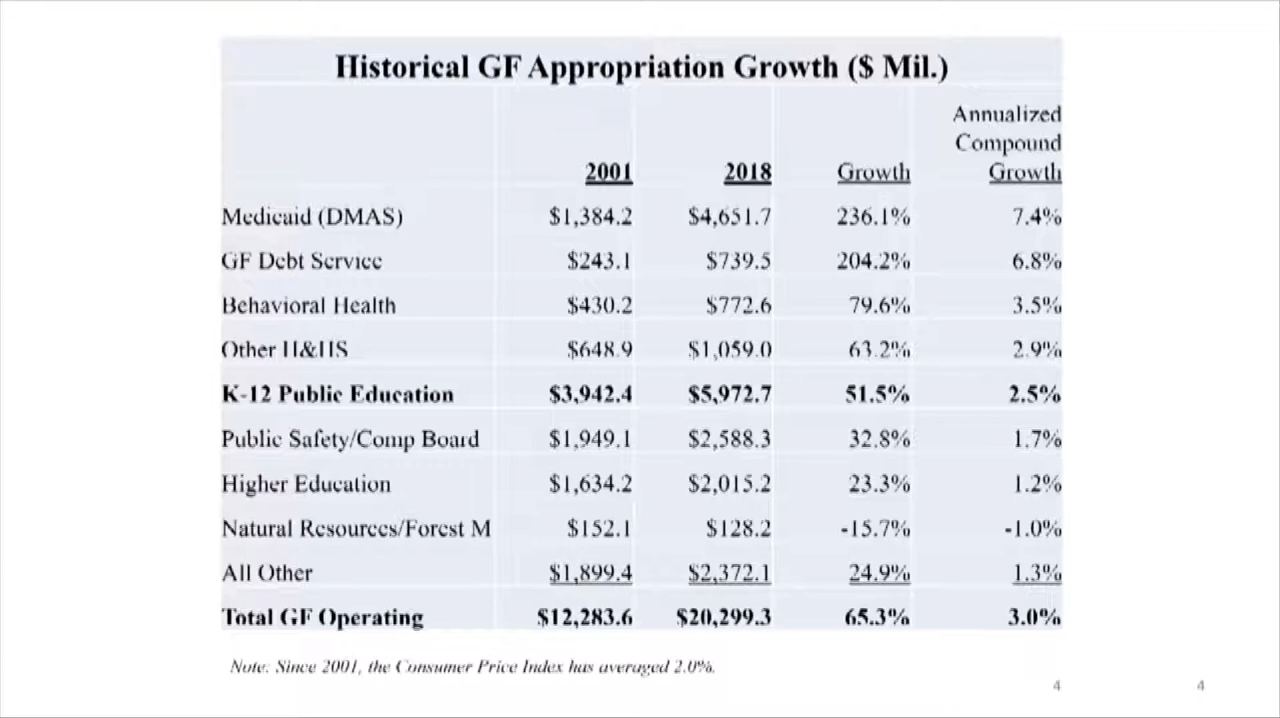 Historical GF Appropriation Growth ($ Mil.)
Annualized
Compound
2001 2018 Growth Growth
Medicaid (DMAS) $1,384.2 $4,651.7 236.1% 7.4%
GF Debt Service $243.1 $739.5 204.2% 6.8%
Behavioral Health $430.2 $772.6 79.6% 3.5%
Other H&HS $648.9 $1,059.0 63.2% 2.9%
K-12 Public Education $3,942.4 $5,972.7 51.5% 2.5%
Public Safety/Comp Board $1,949.1 $2,588.3 32.8% 1.7%
Higher Education $1,634.2 $2,015.2 23.3% 1.2%
Natural Resources/Forest M $152.1 $128.2 -15.7% -1.0%
All Other $1,899.4 $2,372.1 24.9% 1.3%
Total GF Operating $12,283.6 $20,299.3 65.3% 3.0%
Note: Since 2001, the Consumer Price Index has averaged 2.0%.
4 4